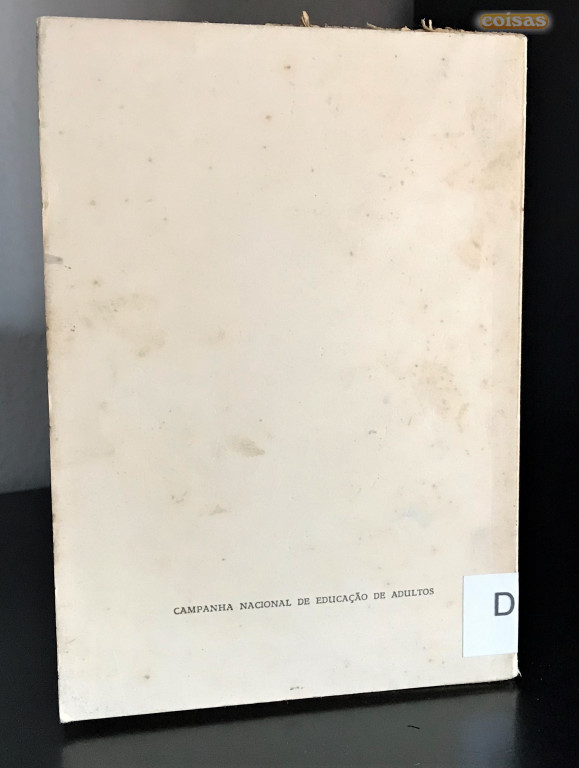 coisas
CAMPANHA NACIONAL DE EDUCAÇÃO DE ADULTOS
D